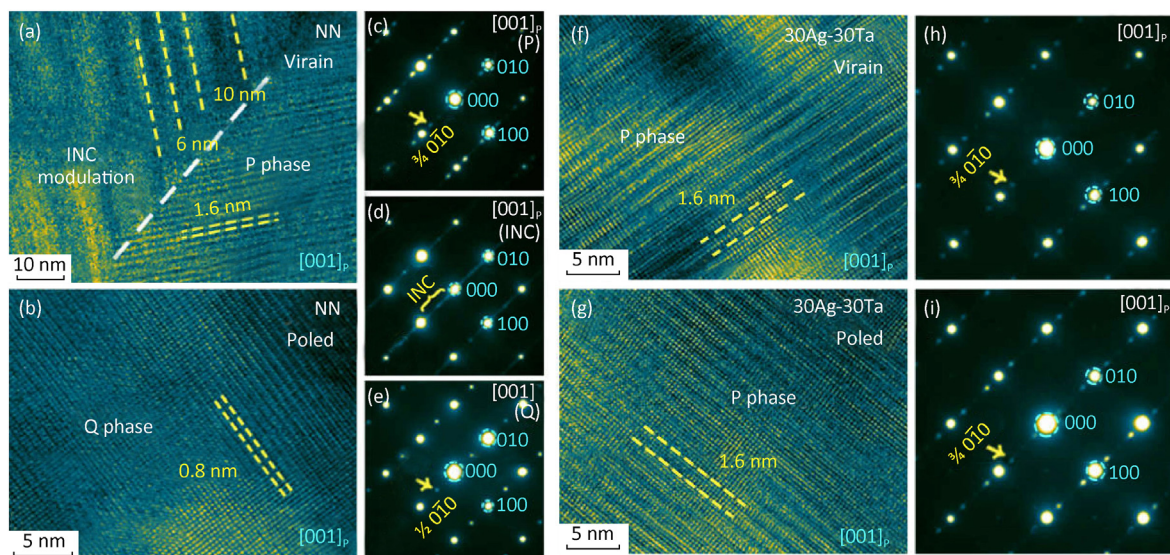 (a)
NN
Virain
10 nm
6 nm
INC
modulation
P phase
1.6 nm
10 nm
[001]ₚ
(b)
NN
Poled
Q phase
0.8 nm
5 nm
[001]ₚ
(c)
[001]ₚ
(P)
010
000
100
¾ 01̄0
(d)
[001]ₚ
(INC)
010
INC
000
100
(e)
[001]
(Q)
010
000
100
½ 01̄0
(f)
30Ag-30Ta
Virain
P phase
1.6 nm
5 nm
[001]ₚ
(g)
30Ag-30Ta
Poled
P phase
1.6 nm
5 nm
[001]ₚ
(h)
[001]ₚ
010
000
¾ 01̄0
100
(i)
[001]ₚ
010
000
¾ 01̄0
100